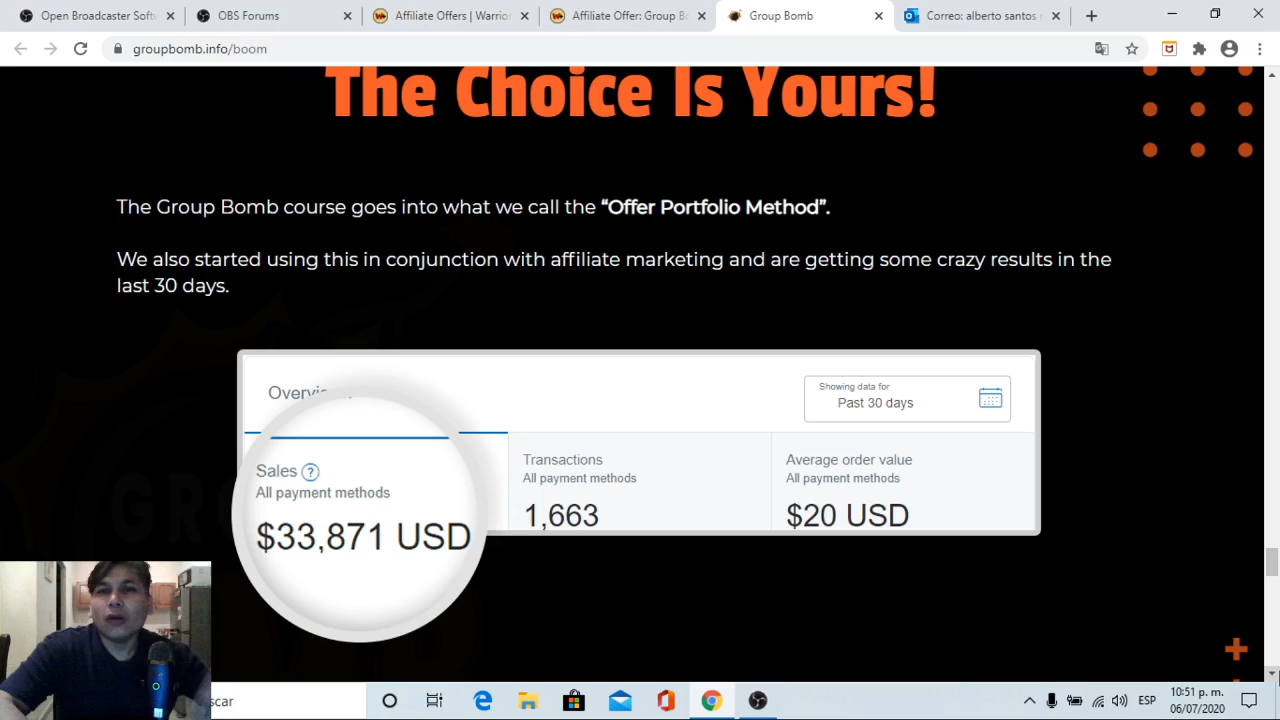 Open Broadcaster Soft
OBS Forums
Affiliate Offers | Warrior
Affiliate Offer: Group Bo
Group Bomb
Correo: alberto santos
groupbomb.info/boom
The Choice Is Yours!
The Group Bomb course goes into what we call the “Offer Portfolio Method”.
We also started using this in conjunction with affiliate marketing and are getting some crazy results in the
last 30 days.
Overvie
Showing data for
Past 30 days
Sales ?
All payment methods
$33,871 USD
Transactions
All payment methods
1,663
Average order value
All payment methods
$20 USD
GRO
scar
ESP
10:51 p. m.
06/07/2020